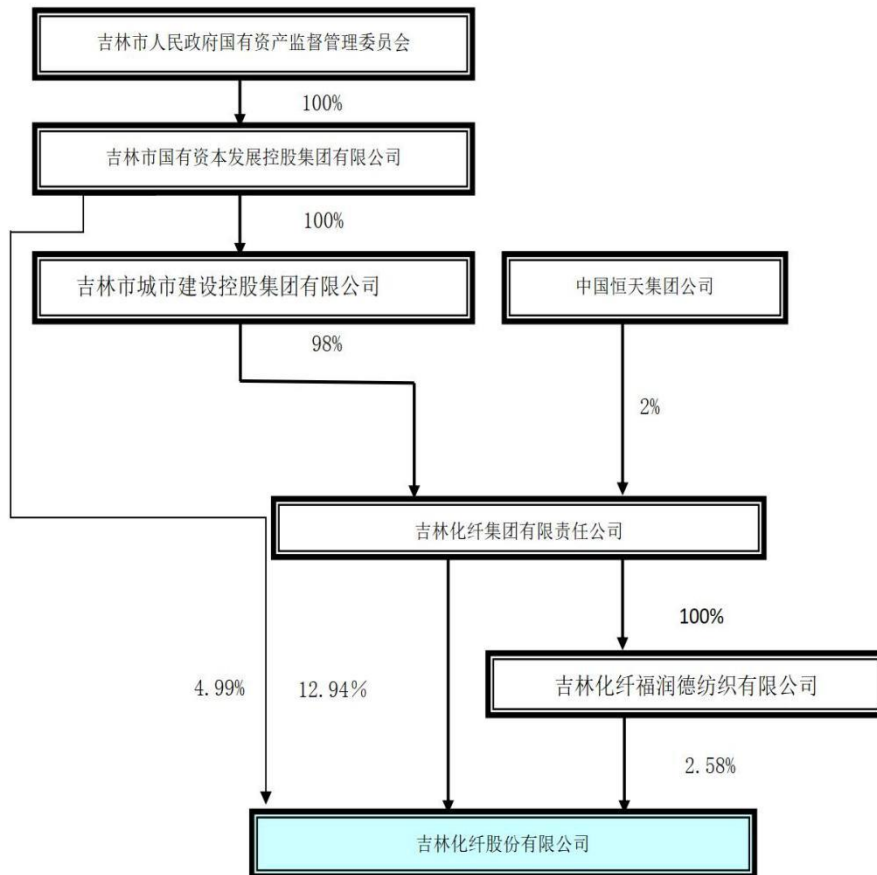 吉林市人民政府国有资产监督管理委员会
100%
吉林市国有资本发展控股集团有限公司
100%
吉林市城市建设控股集团有限公司
中国恒天集团公司
98%
2%
吉林化纤集团有限责任公司
100%
吉林化纤福润德纺织有限公司
4.99%
12.94%
2.58%
吉林化纤股份有限公司